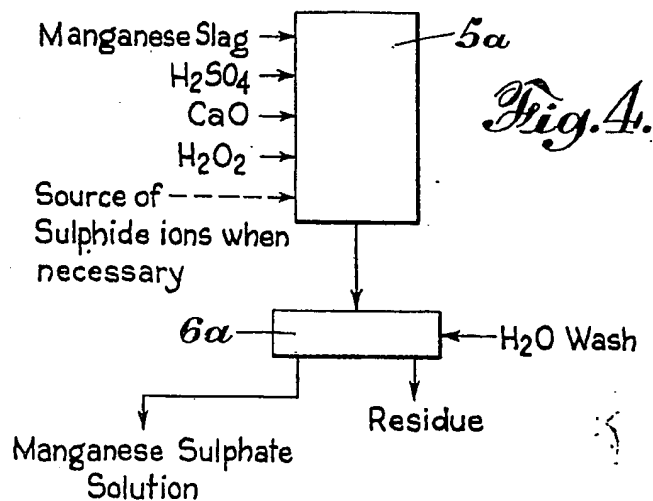 Manganese Slag
5a
H₂SO₄
CaO
H₂O₂
Fig.4.
Source of
Sulphide ions when
necessary
6a
H₂O Wash
Residue
Manganese Sulphate
Solution